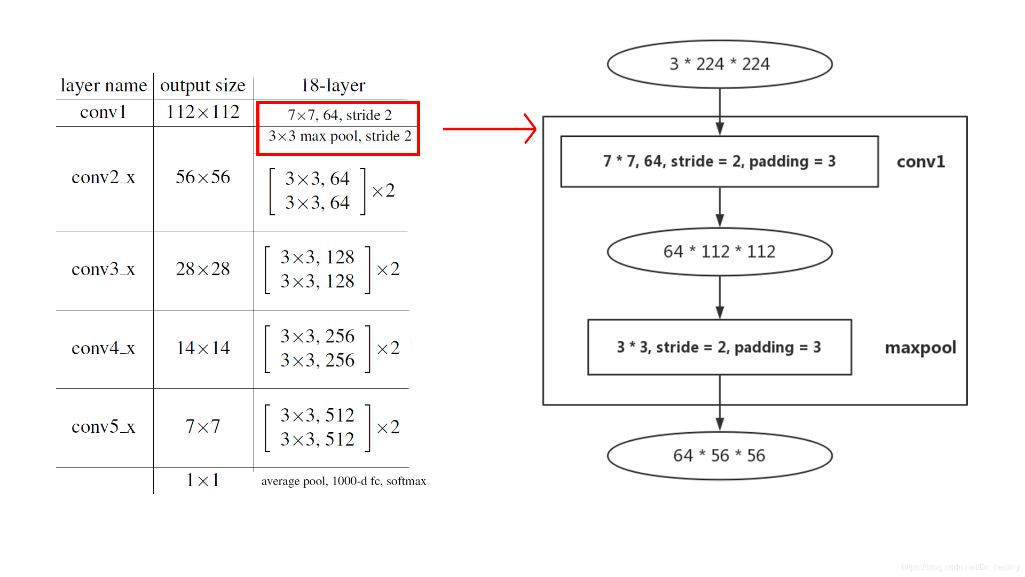 layer name output size 18-layer
conv1 112×112 7×7, 64, stride 2
3×3 max pool, stride 2
conv2_x 56×56 [3×3, 64
3×3, 64] ×2
conv3_x 28×28 [3×3, 128
3×3, 128] ×2
conv4_x 14×14 [3×3, 256
3×3, 256] ×2
conv5_x 7×7 [3×3, 512
3×3, 512] ×2
1×1 average pool, 1000-d fc, softmax
3 * 224 * 224
7 * 7, 64, stride = 2, padding = 3 conv1
64 * 112 * 112
3 * 3, stride = 2, padding = 3 maxpool
64 * 56 * 56